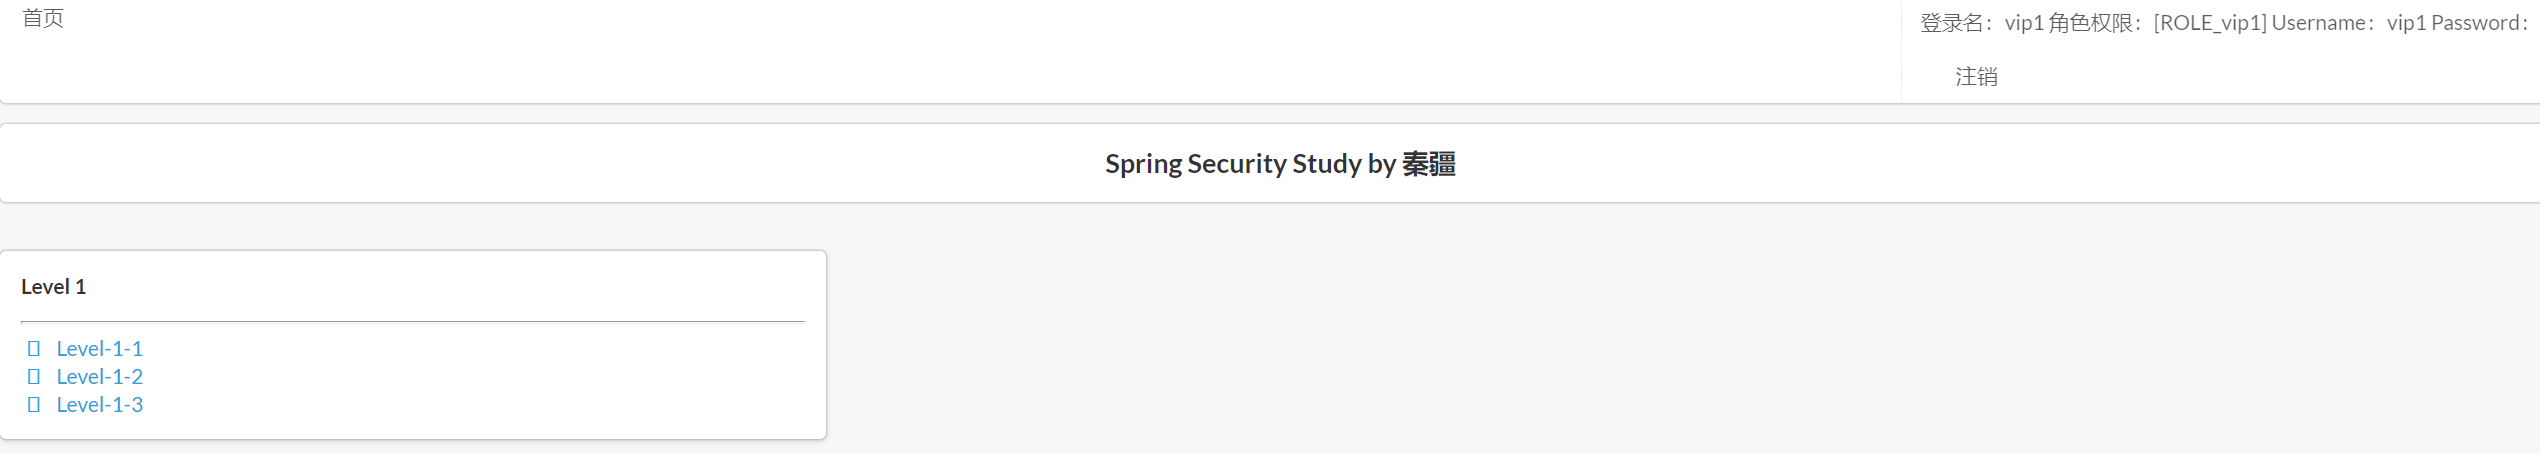 首页
登录名：vip1 角色权限：[ROLE_vip1] Username：vip1 Password：
注销
Spring Security Study by 秦疆
Level 1
Level-1-1
Level-1-2
Level-1-3